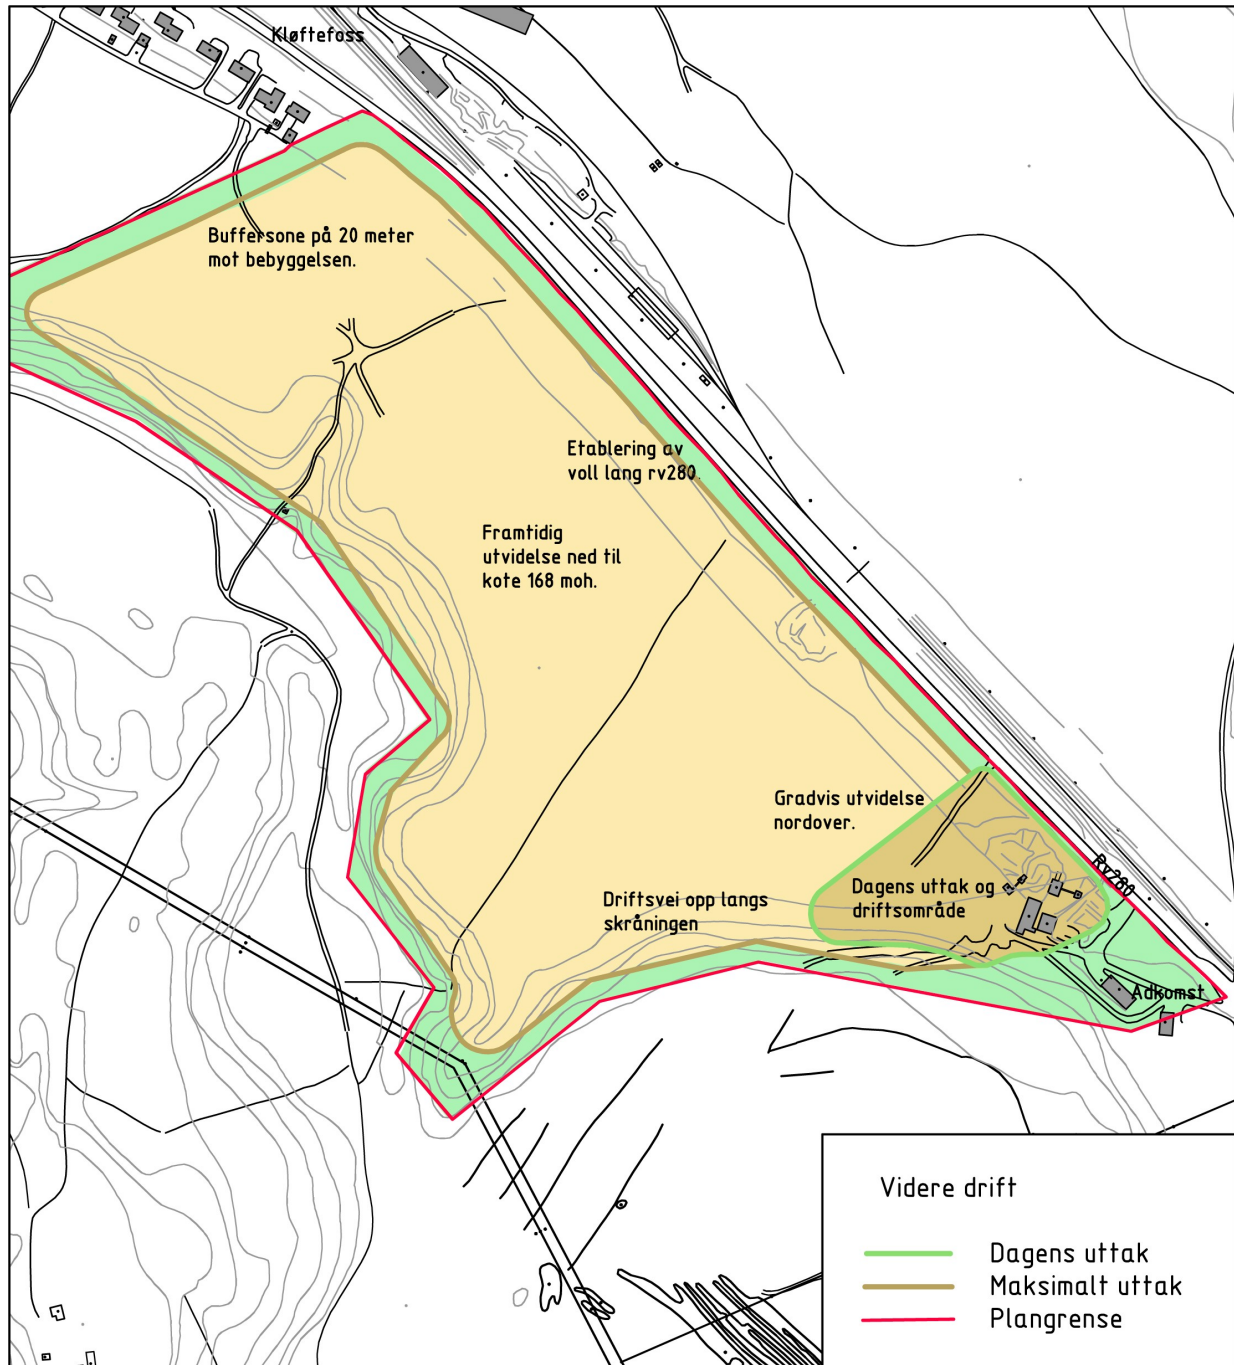 Kløftefoss
Buffersone på 20 meter
mot bebyggelsen.
Etablering av
voll lang rv280.
Framtidig
utvidelse ned til
kote 168 moh.
Gradvis utvidelse
nordover.
Rv280
Dagens uttak og
driftsområde
Driftsvei opp langs
skråningen
Adkomst
Videre drift
Dagens uttak
Maksimalt uttak
Plangrense